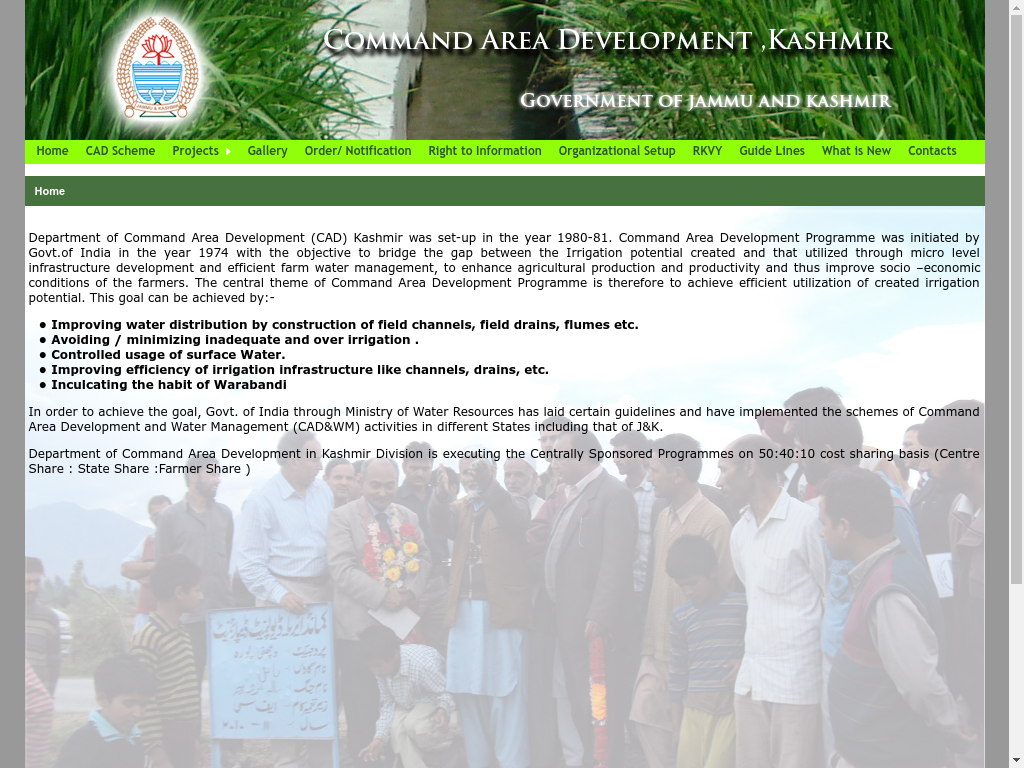 COMMAND AREA DEVELOPMENT ,KASHMIR
GOVERNMENT OF JAMMU AND KASHMIR
JAMMU & KASHMIR
Home CAD Scheme Projects Gallery Order/ Notification Right to Information Organizational Setup RKVY Guide Lines What is New Contacts
Home
Department of Command Area Development (CAD) Kashmir was set-up in the year 1980-81. Command Area Development Programme was initiated by
Govt.of India in the year 1974 with the objective to bridge the gap between the Irrigation potential created and that utilized through micro level
infrastructure development and efficient farm water management, to enhance agricultural production and productivity and thus improve socio –economic
conditions of the farmers. The central theme of Command Area Development Programme is therefore to achieve efficient utilization of created irrigation
potential. This goal can be achieved by:-
● Improving water distribution by construction of field channels, field drains, flumes etc.
● Avoiding / minimizing inadequate and over irrigation .
● Controlled usage of surface Water.
● Improving efficiency of irrigation infrastructure like channels, drains, etc.
● Inculcating the habit of Warabandi
In order to achieve the goal, Govt. of India through Ministry of Water Resources has laid certain guidelines and have implemented the schemes of Command
Area Development and Water Management (CAD&WM) activities in different States including that of J&K.
Department of Command Area Development in Kashmir Division is executing the Centrally Sponsored Programmes on 50:40:10 cost sharing basis (Centre
Share : State Share :Farmer Share )